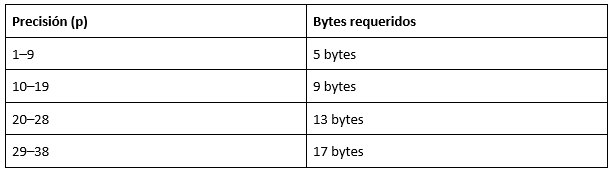 Precisión (p) Bytes requeridos
1–9 5 bytes
10–19 9 bytes
20–28 13 bytes
29–38 17 bytes